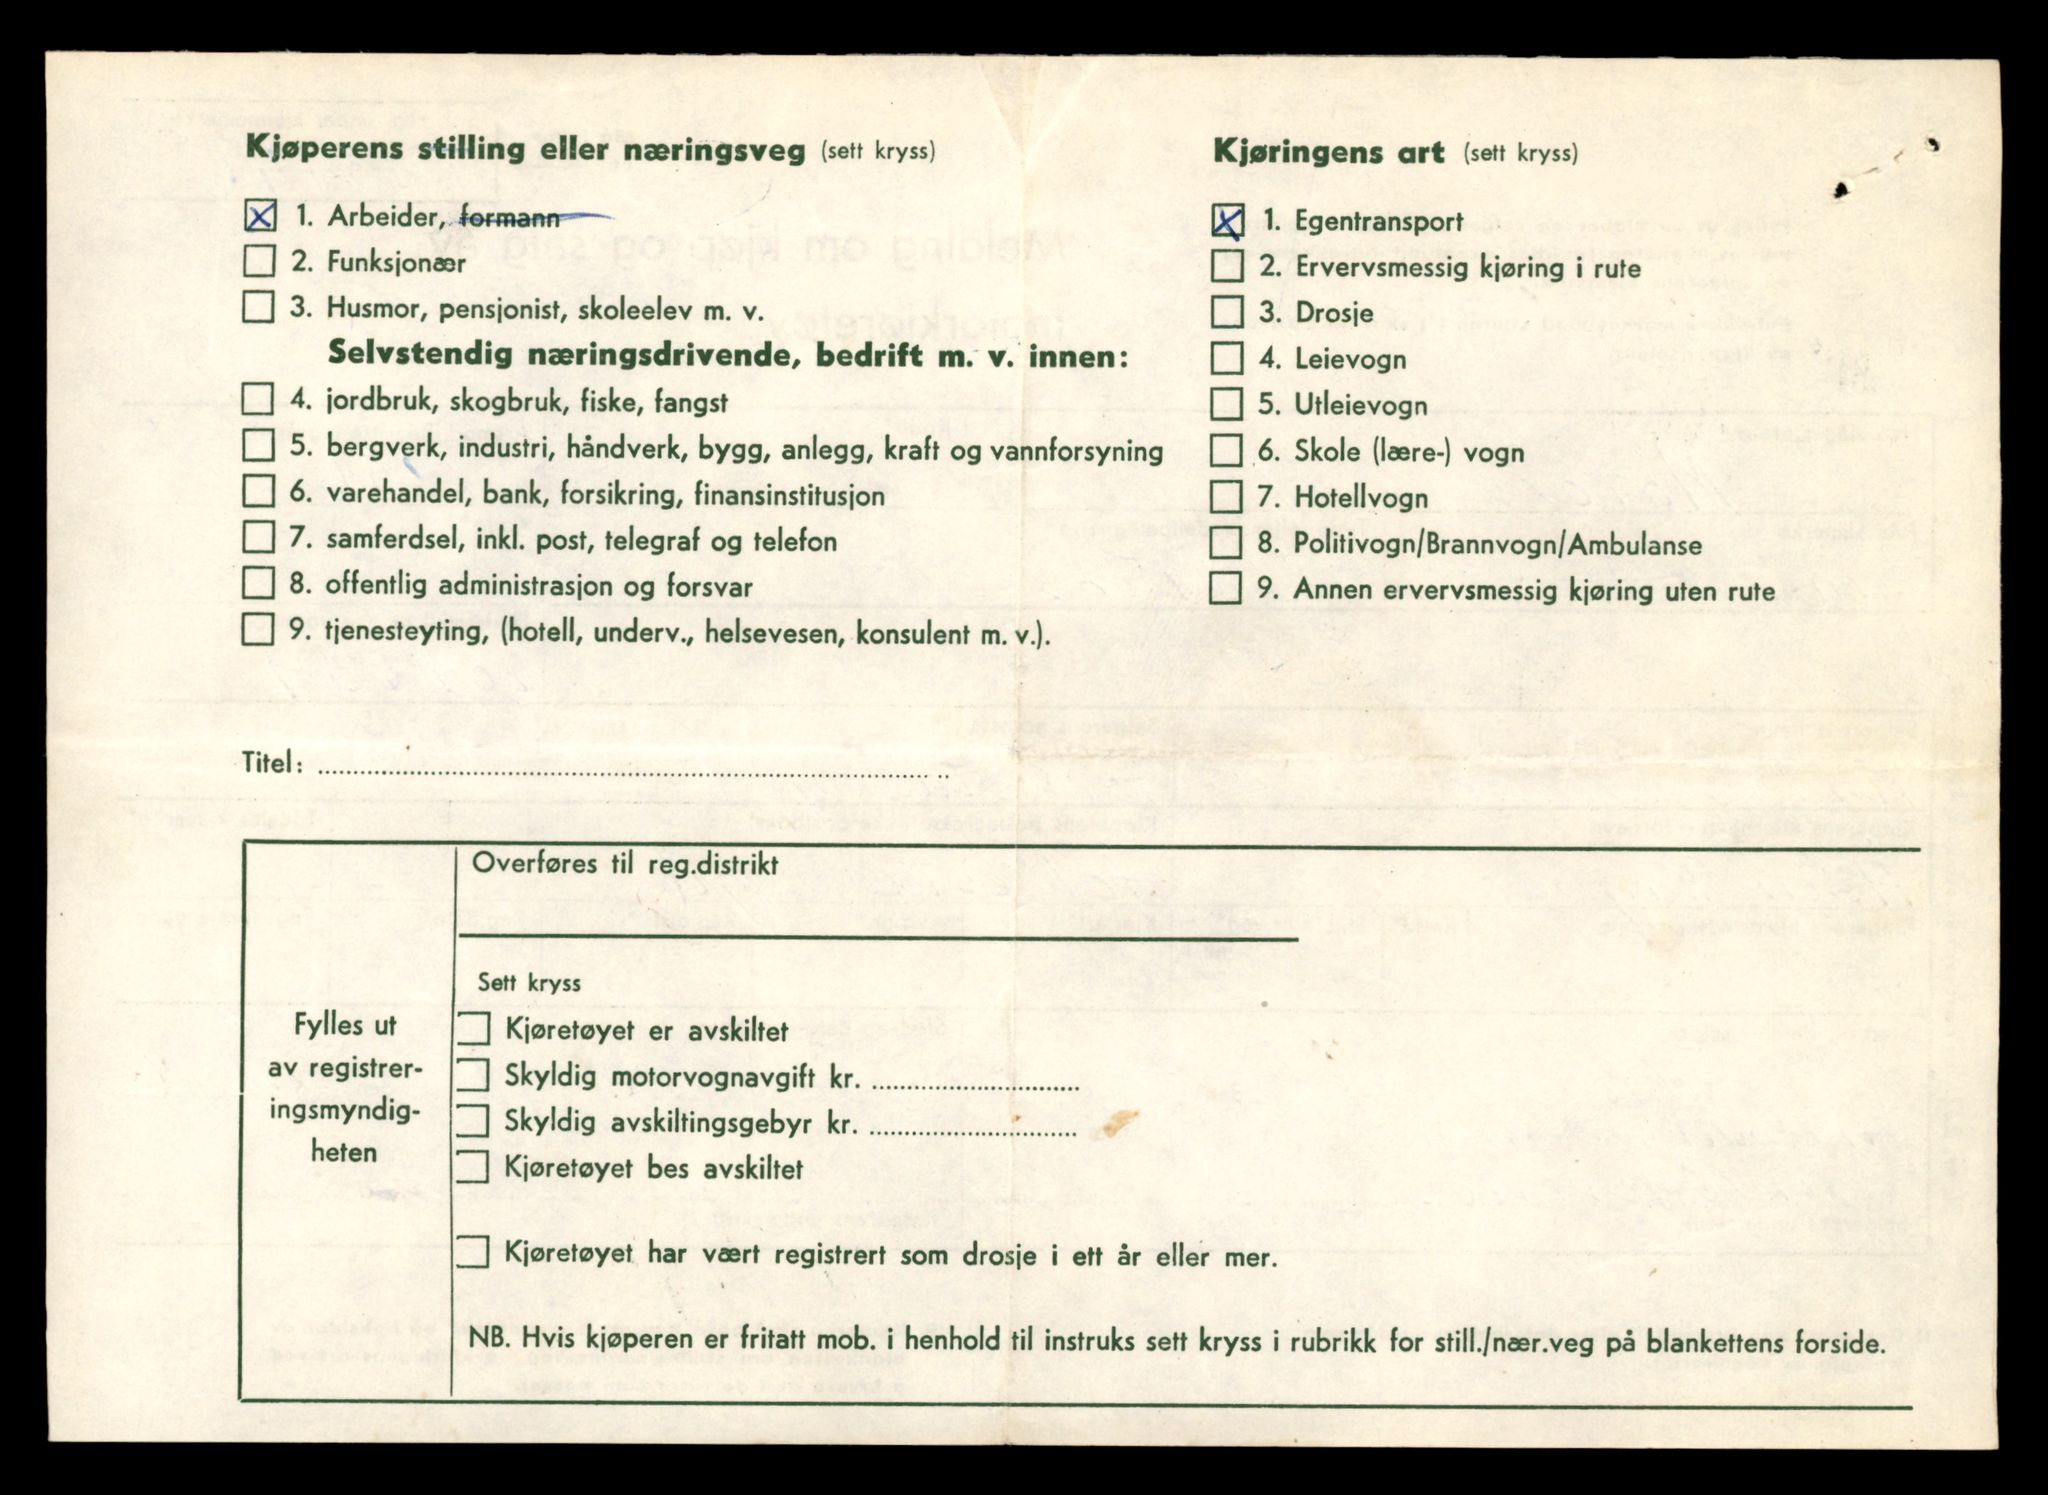 Kjøperens stilling eller næringsveg (sett kryss)
1. Arbeider, formann
2. Funksjonær
3. Husmor, pensjonist, skoleelev m. v.
Selvstendig næringsdrivende, bedrift m. v. innen:
4. jordbruk, skogbruk, fiske, fangst
5. bergverk, industri, håndverk, bygg, anlegg, kraft og vannforsyning
6. varehandel, bank, forsikring, finansinstitusjon
7. samferdsel, inkl. post, telegraf og telefon
8. offentlig administrasjon og forsvar
9. tjenesteyting, (hotell, underv., helsevesen, konsulent m. v.).
Kjøringens art (sett kryss)
1. Egentransport
2. Ervervsmessig kjøring i rute
3. Drosje
4. Leievogn
5. Utleievogn
6. Skole (lære-) vogn
7. Hotellvogn
8. Politivogn/Brannvogn/Ambulanse
9. Annen ervervsmessig kjøring uten rute
Titel:
Fylles ut
av registrer-
ingsmyndig-
heten
Overføres til reg.distrikt
Sett kryss
Kjøretøyet er avskiltet
Skyldig motorvognavgift kr.
Skyldig avskiltingsgebyr kr.
Kjøretøyet bes avskiltet
Kjøretøyet har vært registrert som drosje i ett år eller mer.
NB. Hvis kjøperen er fritatt mob. i henhold til instruks sett kryss i rubrikk for still./nær.veg på blankettens forside.